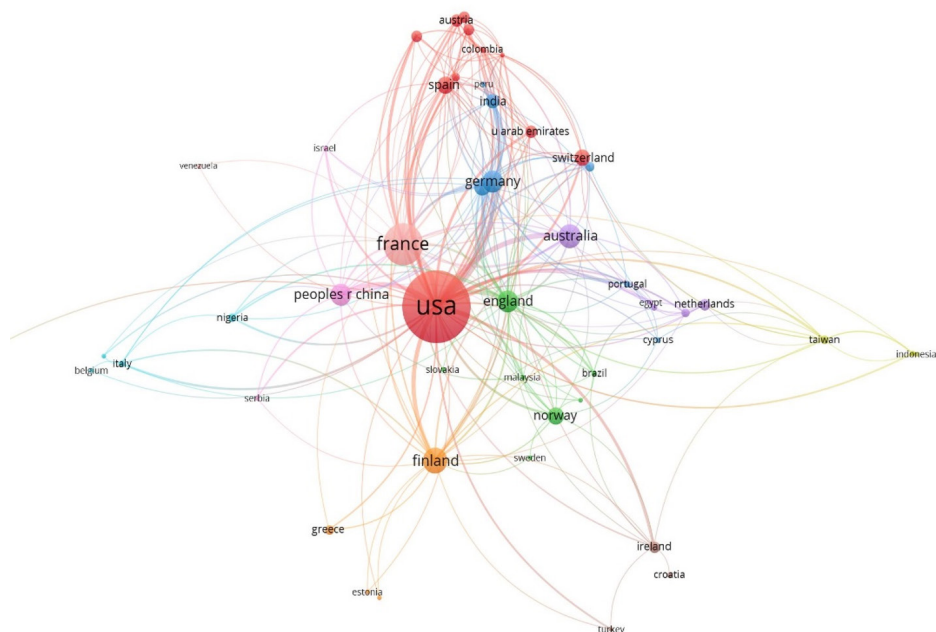 austria
colombia
spain
peru
india
u arab emirates
israel
switzerland
venezuela
germany
france
australia
portugal
peoples r china
usa
england
egypt
netherlands
nigeria
cyprus
taiwan
indonesia
italy
belgium
slovakia
malaysia
brazil
serbia
norway
finland
sweden
greece
ireland
croatia
estonia
turkey